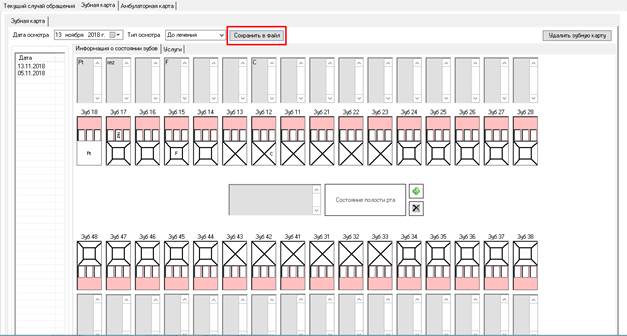 Текущий случай обращения Зубная карта Амбулаторная карта
Зубная карта
Дата осмотра 13 ноября 2018 г. Тип осмотра До лечения Сохранить в файл Удалить зубную карту
Информация о состоянии зубов Услуги
Дата
13.11.2018
05.11.2018
Pt rez F C
Зуб 18 Зуб 17 Зуб 16 Зуб 15 Зуб 14 Зуб 13 Зуб 12 Зуб 11 Зуб 21 Зуб 22 Зуб 23 Зуб 24 Зуб 25 Зуб 26 Зуб 27 Зуб 28
Pt F C
Состояние полости рта
Зуб 48 Зуб 47 Зуб 46 Зуб 45 Зуб 44 Зуб 43 Зуб 42 Зуб 41 Зуб 31 Зуб 32 Зуб 33 Зуб 34 Зуб 35 Зуб 36 Зуб 37 Зуб 38